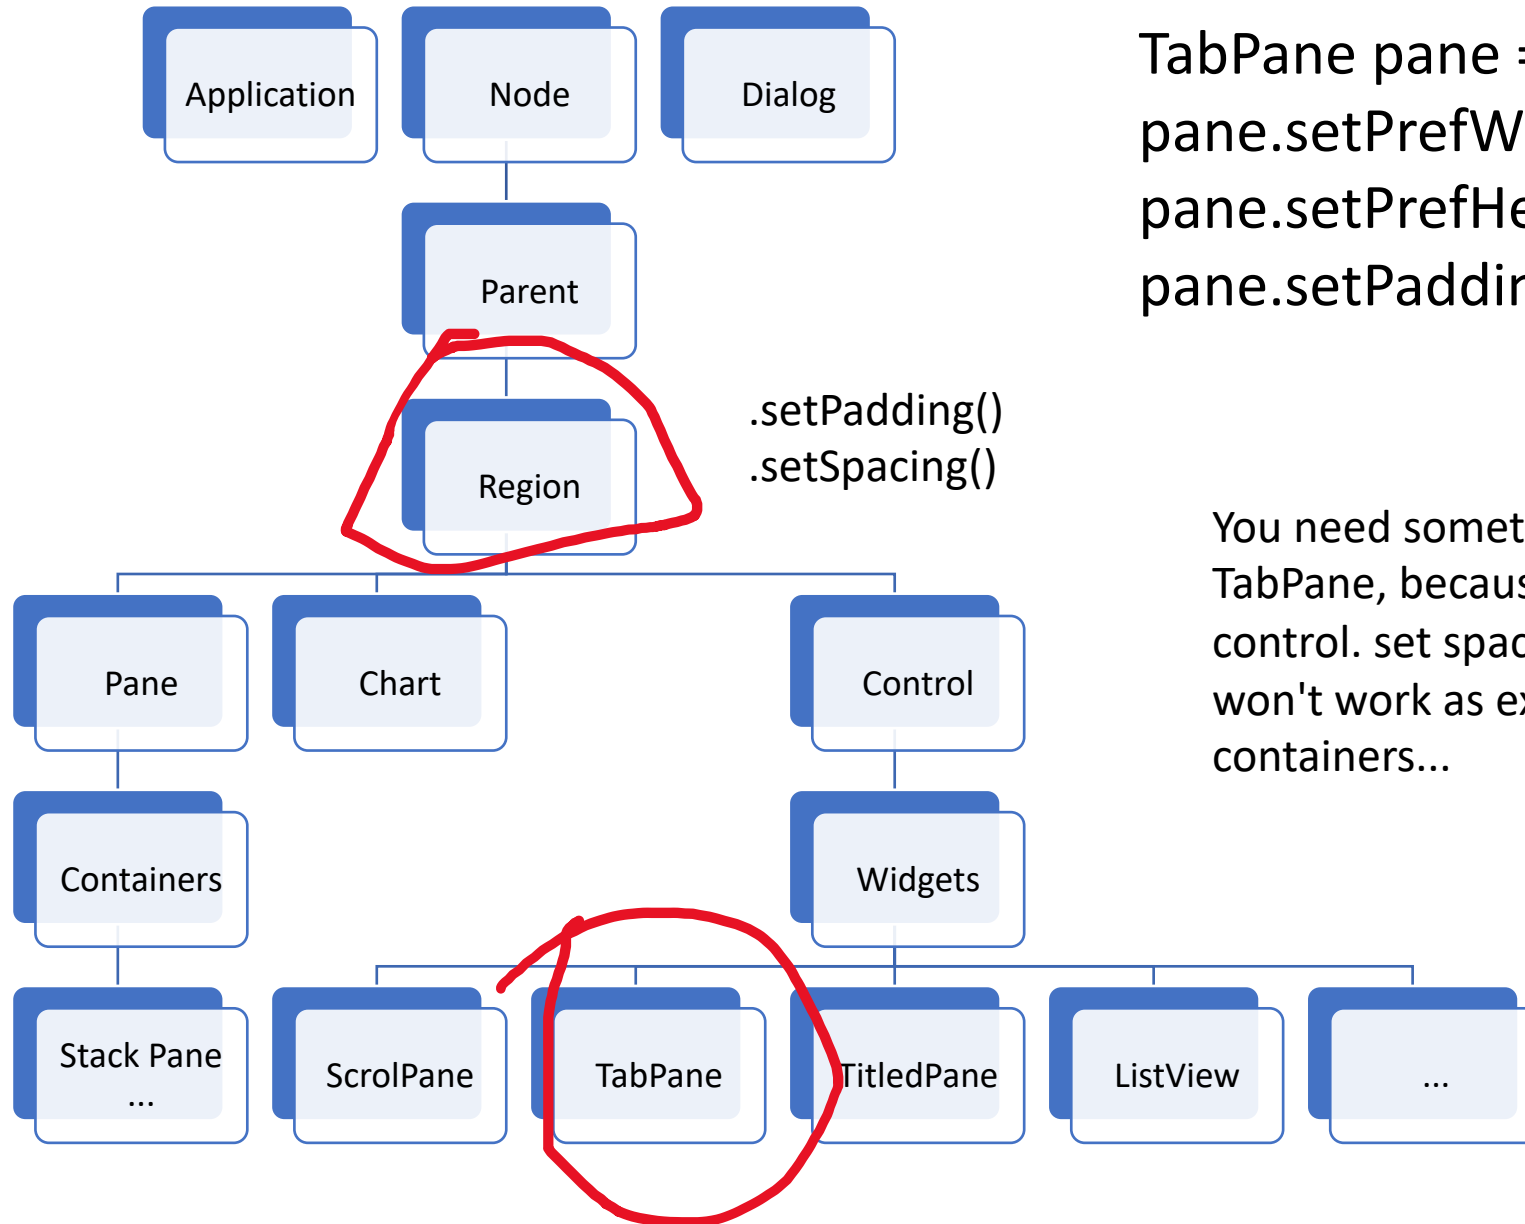 Application
Node
Dialog
TabPane pane =
pane.setPrefW
pane.setPrefHe
pane.setPaddin
Parent
.setPadding()
.setSpacing()
Region
You need somet
TabPane, becaus
control. set spac
won't work as ex
containers...
Pane
Chart
Control
Containers
Widgets
Stack Pane
...
ScrolPane
TabPane
TitledPane
ListView
...